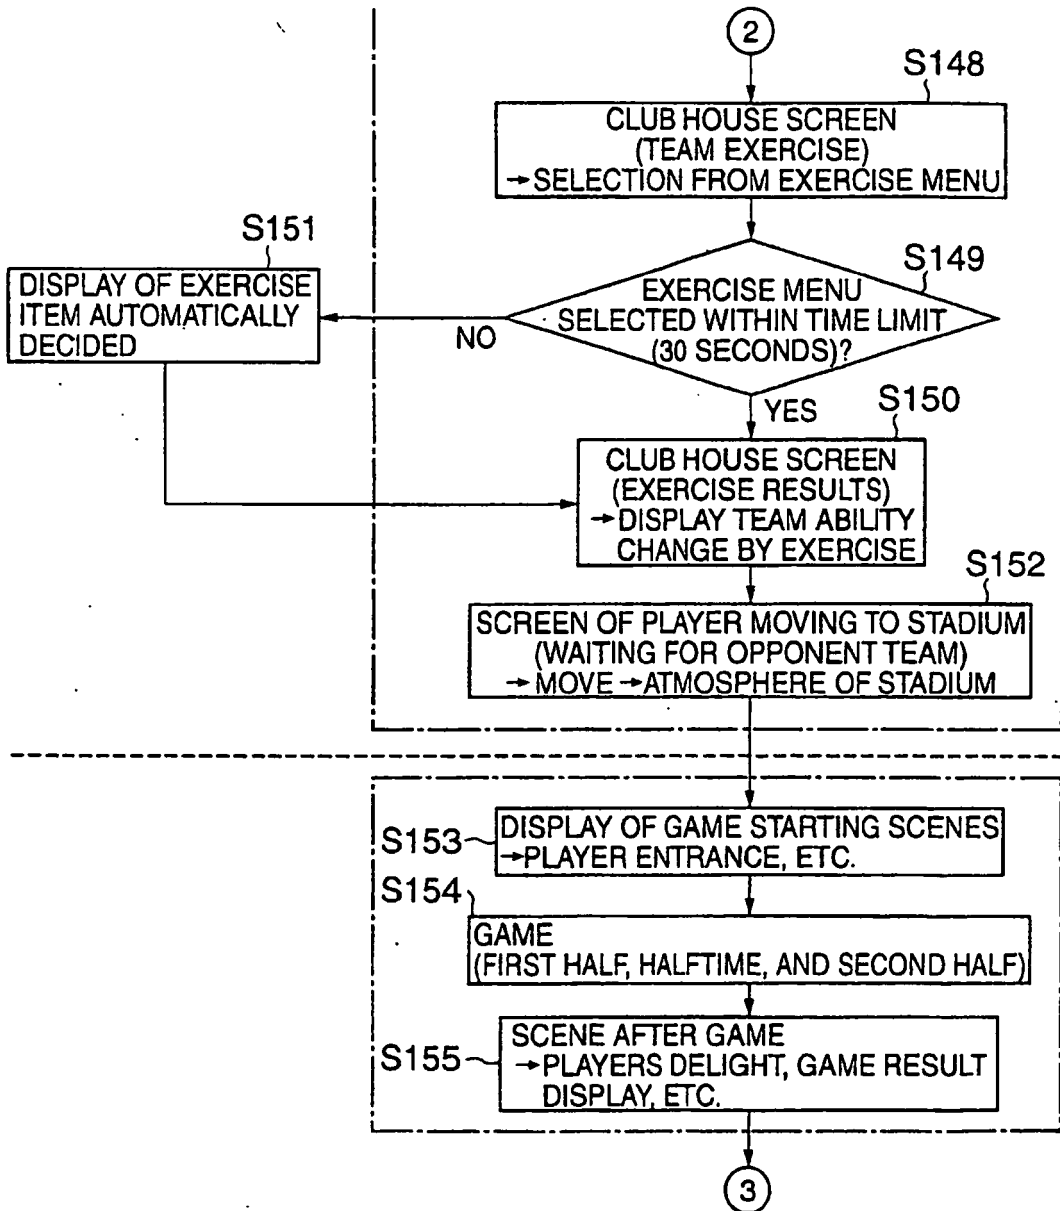 2
S148
CLUB HOUSE SCREEN
(TEAM EXERCISE)
→SELECTION FROM EXERCISE MENU
S151
DISPLAY OF EXERCISE
ITEM AUTOMATICALLY
DECIDED
S149
EXERCISE MENU
SELECTED WITHIN TIME LIMIT
(30 SECONDS)?
NO
YES
S150
CLUB HOUSE SCREEN
(EXERCISE RESULTS)
→DISPLAY TEAM ABILITY
CHANGE BY EXERCISE
S152
SCREEN OF PLAYER MOVING TO STADIUM
(WAITING FOR OPPONENT TEAM)
→MOVE→ATMOSPHERE OF STADIUM
S153
DISPLAY OF GAME STARTING SCENES
→PLAYER ENTRANCE, ETC.
S154
GAME
(FIRST HALF, HALFTIME, AND SECOND HALF)
S155
SCENE AFTER GAME
→PLAYERS DELIGHT, GAME RESULT
DISPLAY, ETC.
3